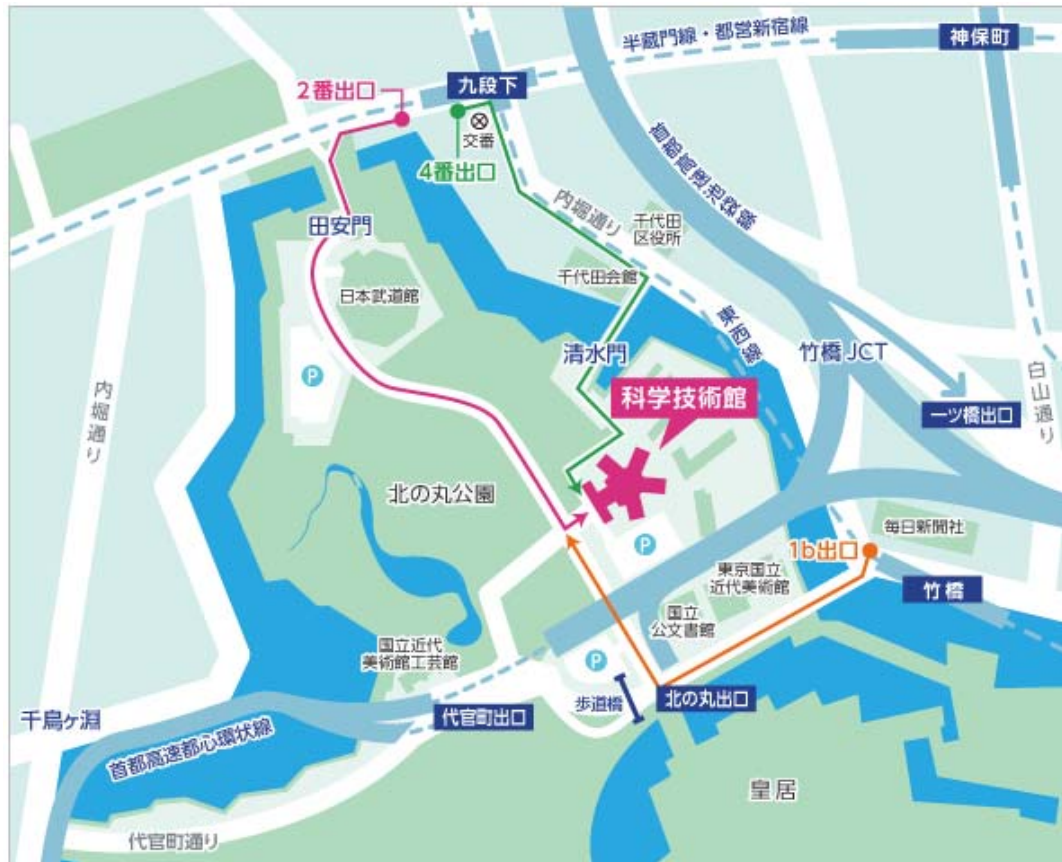 半蔵門線・都営新宿線
神保町
2番出口
九段下
交番
4番出口
首都高速池袋線
田安門
内堀通り
千代田
区役所
千代田会館
日本武道館
東西線
清水門
竹橋JCT
P
内堀通り
科学技術館
白山通り
一ツ橋出口
北の丸公園
毎日新聞社
P
1b出口
東京国立
近代美術館
竹橋
国立
公文書館
国立近代
美術館工芸館
P
歩道橋
北の丸出口
代官町出口
千鳥ヶ淵
首都高速都心環状線
皇居
代官町通り